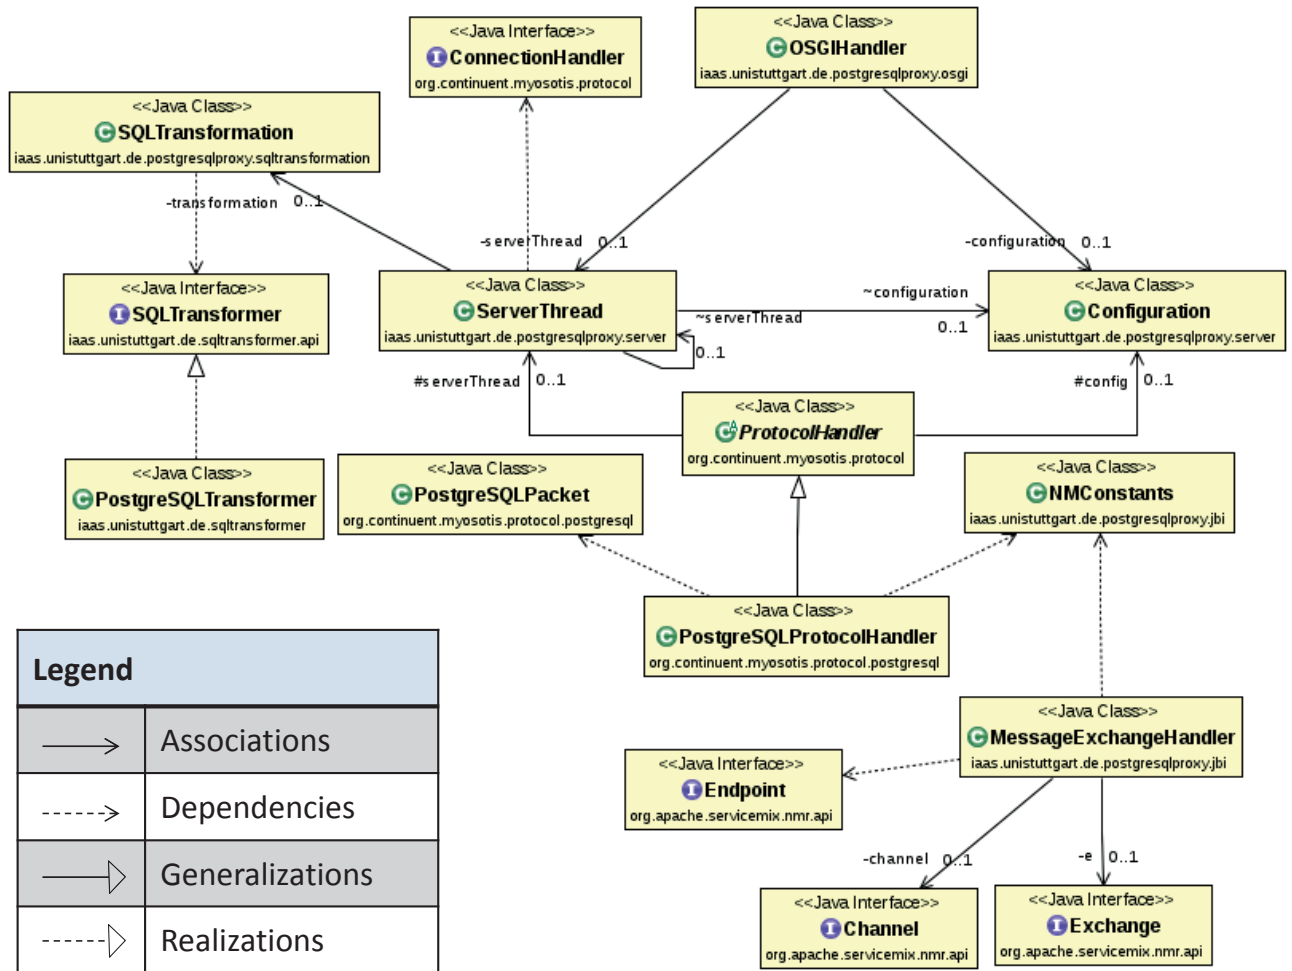 <<Java Interface>>
ConnectionHandler
org.continuent.myosotis.protocol
<<Java Class>>
OSGIHandler
iaas.unistuttgart.de.postgresqlproxy.osgi
<<Java Class>>
SQLTransformation
iaas.unistuttgart.de.postgresqlproxy.sqltransformation
-transformation 0..1
-serverThread 0..1
-configuration 0..1
<<Java Interface>>
SQLTransformer
iaas.unistuttgart.de.sqltransformer.api
<<Java Class>>
ServerThread
iaas.unistuttgart.de.postgresqlproxy.server
~configuration
0..1
~serverThread
0..1
<<Java Class>>
Configuration
iaas.unistuttgart.de.postgresqlproxy.server
#serverThread 0..1
#config 0..1
<<Java Class>>
ProtocolHandler
org.continuent.myosotis.protocol
<<Java Class>>
PostgreSQLTransformer
iaas.unistuttgart.de.sqltransformer
<<Java Class>>
PostgreSQLPacket
org.continuent.myosotis.protocol.postgresql
<<Java Class>>
NMConstants
iaas.unistuttgart.de.postgresqlproxy.jbi
<<Java Class>>
PostgreSQLProtocolHandler
org.continuent.myosotis.protocol.postgresql
<<Java Class>>
MessageExchangeHandler
iaas.unistuttgart.de.postgresqlproxy.jbi
<<Java Interface>>
Endpoint
org.apache.servicemix.nmr.api
-channel 0..1
-e 0..1
<<Java Interface>>
Channel
org.apache.servicemix.nmr.api
<<Java Interface>>
Exchange
org.apache.servicemix.nmr.api
Legend
Associations
Dependencies
Generalizations
Realizations